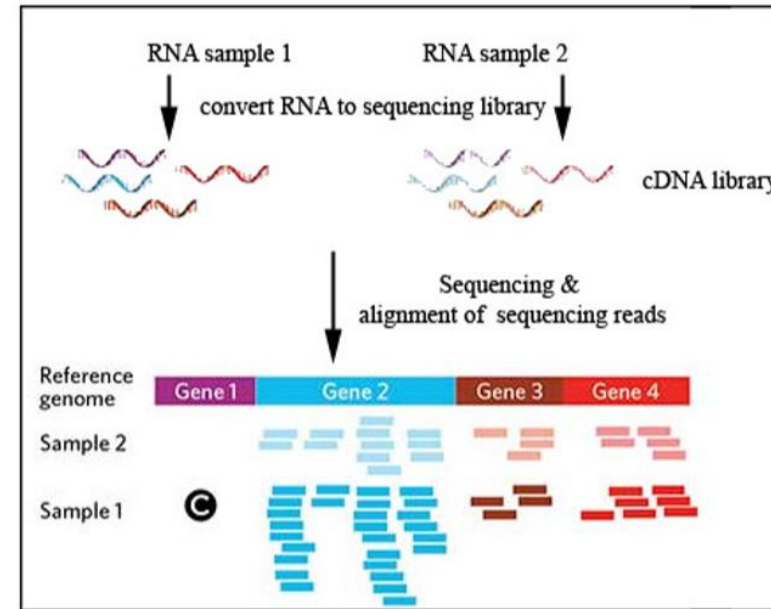 RNA sample 1 RNA sample 2
convert RNA to sequencing library
cDNA library
Sequencing &
alignment of sequencing reads
Reference
genome
Gene 1 Gene 2 Gene 3 Gene 4
Sample 2
Sample 1
C